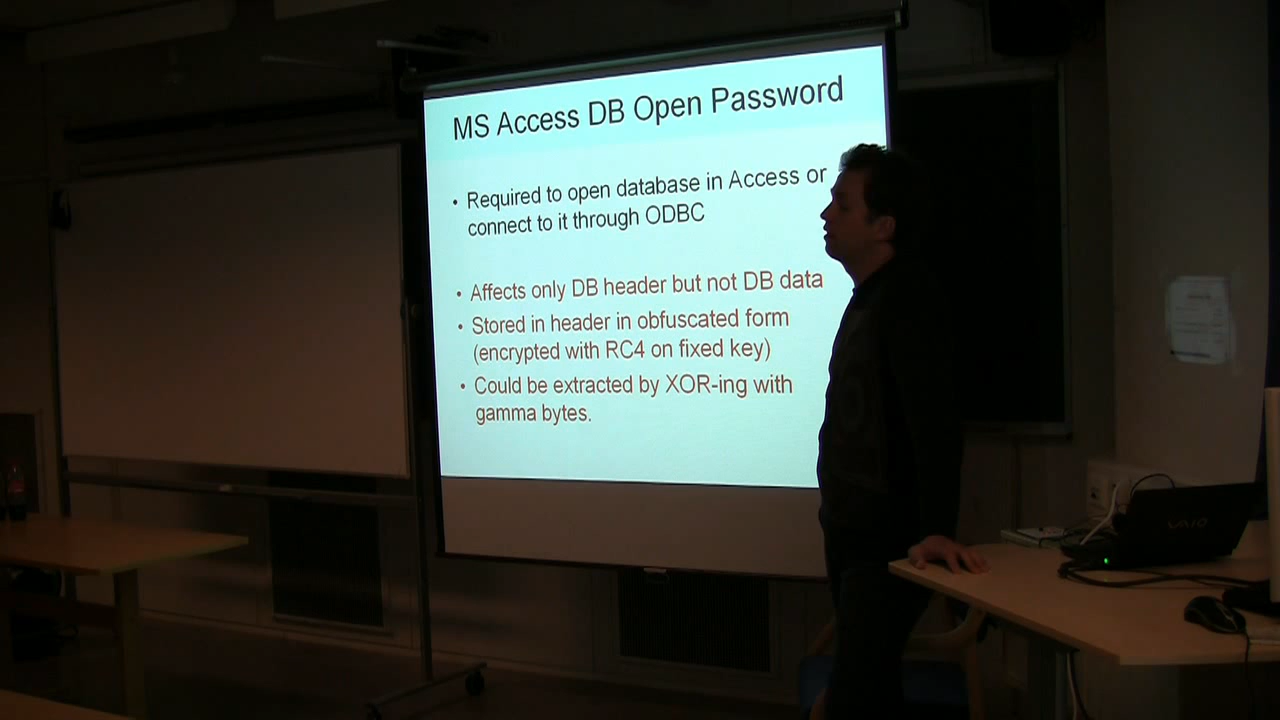 MS Access DB Open Password
• Required to open database in Access or
connect to it through ODBC
• Affects only DB header but not DB data
• Stored in header in obfuscated form
(encrypted with RC4 on fixed key)
• Could be extracted by XOR-ing with
gamma bytes.
VAIO